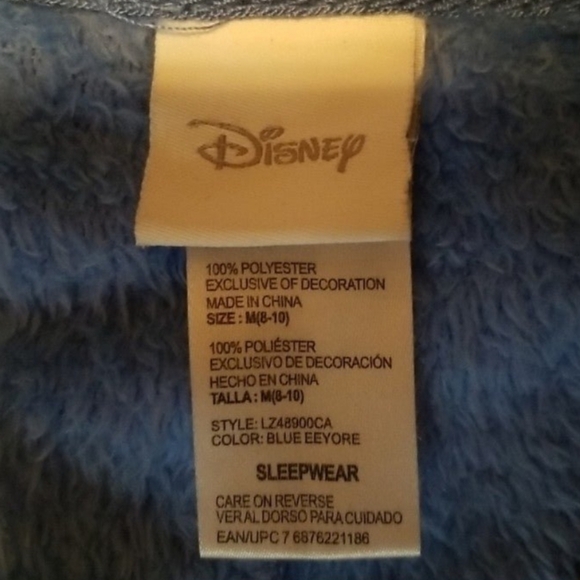 Disney
100% POLYESTER
EXCLUSIVE OF DECORATION
MADE IN CHINA
SIZE : M(8-10)
100% POLIÉSTER
EXCLUSIVO DE DECORACIÓN
HECHO EN CHINA
TALLA : M(8-10)
STYLE: LZ48900CA
COLOR: BLUE EEYORE
SLEEPWEAR
CARE ON REVERSE
VER AL DORSO PARA CUIDADO
EAN/UPC 7 6876221186